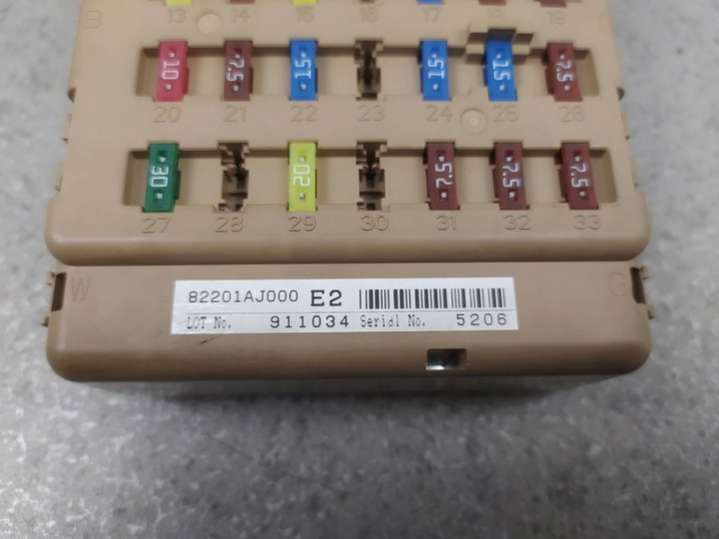 13 14 15 16 17 18 19
B
10 7.5 15 15 15 7.5
20 21 22 23 24 25 26
30 20 7.5 7.5 7.5
27 28 29 30 31 32 33
W G
82201AJ000 E2
LOT No. 911034 Serial No. 5206